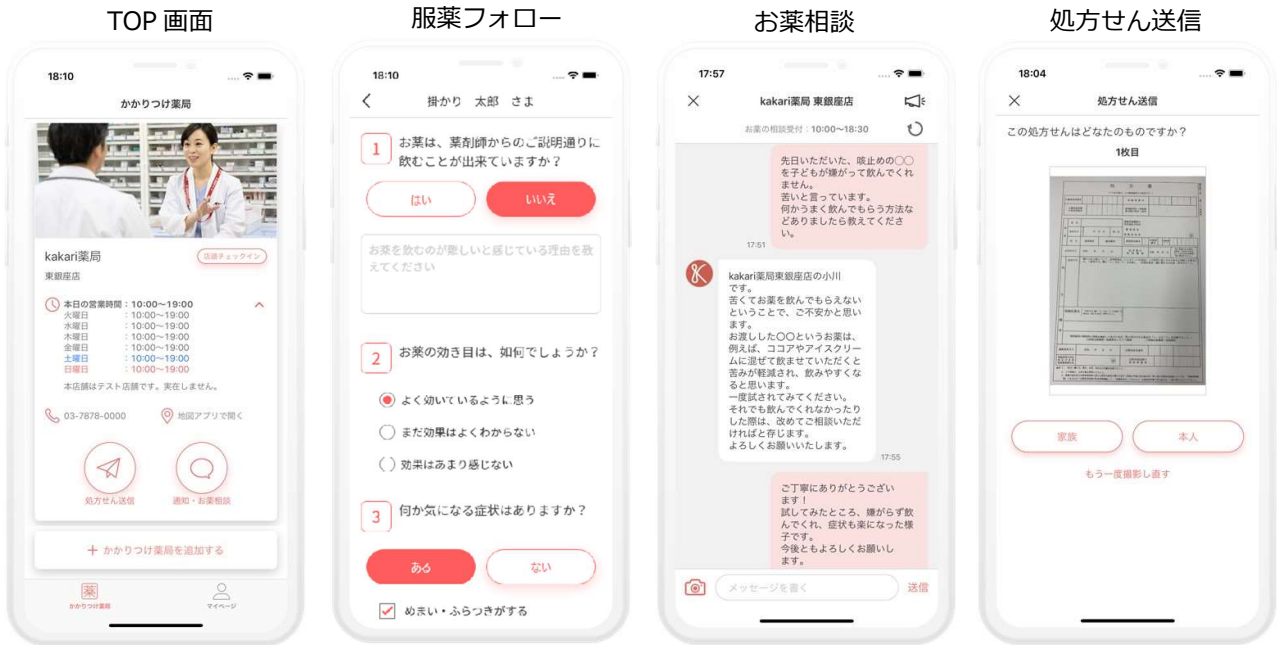 TOP 画面
18:10
かかりつけ薬局
kakari薬局
店舗チェックイン
東銀座店
本日の営業時間：10:00〜19:00
火曜日　：10:00〜19:00
水曜日　：10:00〜19:00
木曜日　：10:00〜19:00
金曜日　：10:00〜19:00
土曜日　：10:00〜19:00
日曜日　：10:00〜19:00
本店舗はテスト店舗です。実在しません。
03-7878-0000
地図アプリで開く
処方せん送信
通知・お薬相談
＋ かかりつけ薬局を追加する
薬
かかりつけ薬局
マイページ
服薬フォロー
18:10
掛かり　太郎　さま
1
お薬は、薬剤師からのご説明通りに
飲むことが出来ていますか？
はい
いいえ
お薬を飲むのが難しいと感じている理由を教
えてください
2
お薬の効き目は、如何でしょうか？
よく効いているように思う
まだ効果はよくわからない
効果はあまり感じない
3
何か気になる症状はありますか？
ある
ない
めまい・ふらつきがする
お薬相談
17:57
kakari薬局 東銀座店
お薬の相談受付：10:00〜18:30
先日いただいた、咳止めの〇〇
を子どもが嫌がって飲んでくれ
ません。
苦いと言っています。
何かうまく飲んでもらう方法な
どありましたら教えてくださ
い。
17:51
kakari薬局東銀座店の小川
です。
苦くてお薬を飲んでもらえない
ということで、ご不安かと思い
ます。
お渡しした〇〇というお薬は、
例えば、ココアやアイスクリー
ムに混ぜて飲ませていただくと
苦みが軽減され、飲みやすくな
ると思います。
一度試されてみてください。
それでも飲んでくれなかったり
した際は、改めてご相談いただ
ければと存じます。
よろしくお願いいたします。
17:55
ご丁寧にありがとうござい
ます！
試してみたところ、嫌がらず飲
んでくれ、症状も楽になった様
子です。
今後ともよろしくお願いし
ます。
メッセージを書く
送信
処方せん送信
18:04
処方せん送信
この処方せんはどなたのものですか？
1枚目
処方箋
家族
本人
もう一度撮影し直す